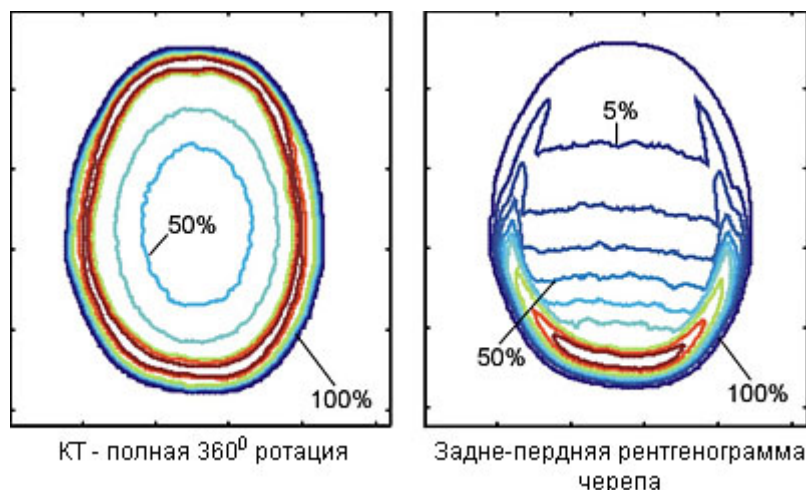 50%
100%
5%
50%
100%
КТ - полная 360⁰ ротация
Задне-пердняя рентгенограмма
черепа